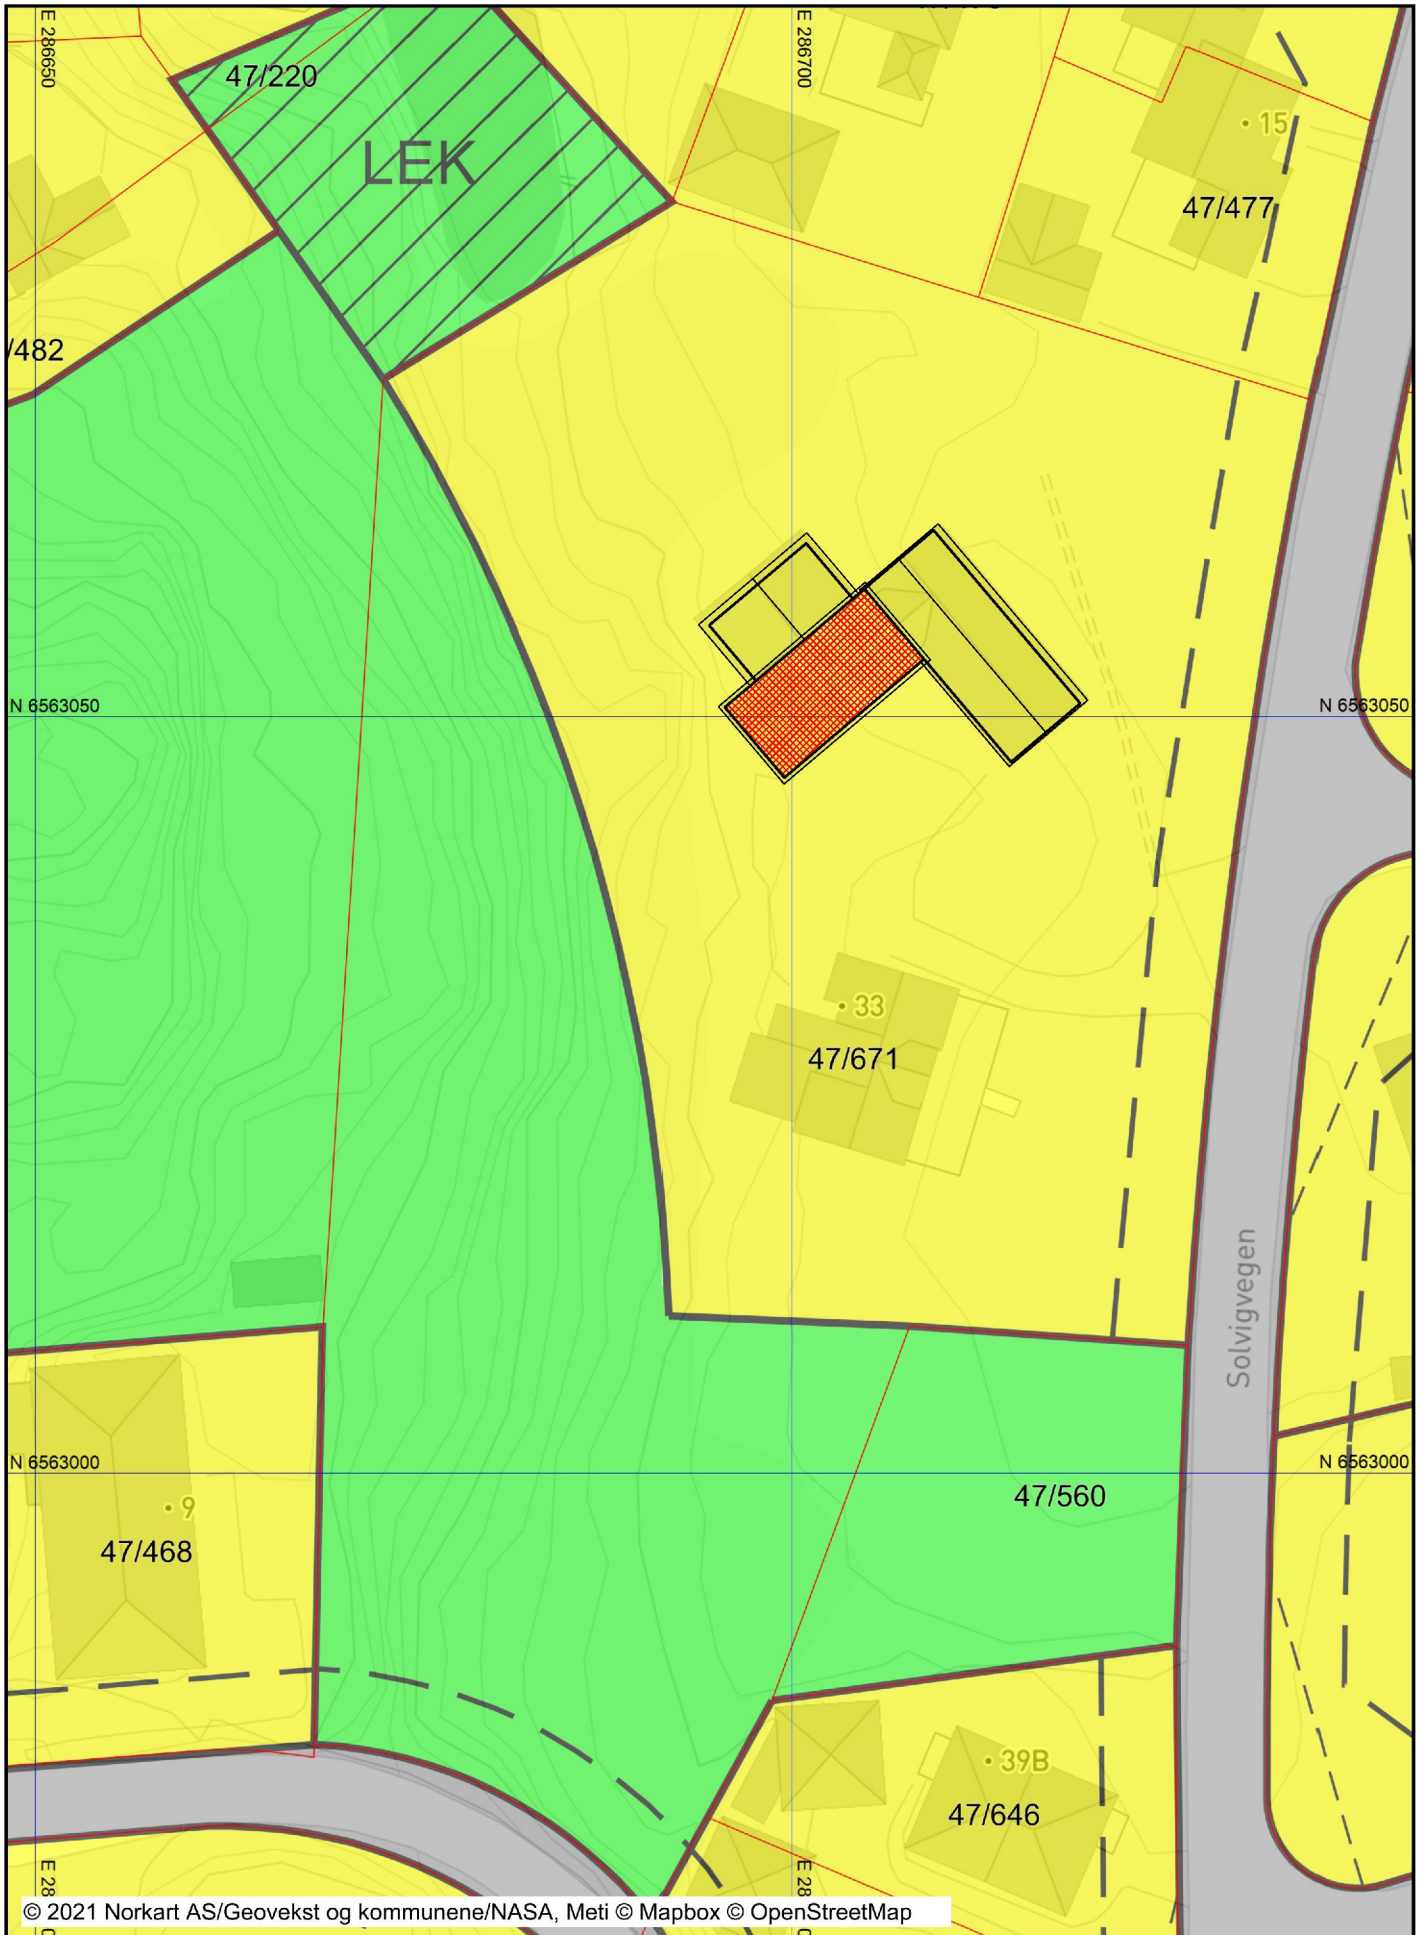 E 286650
47/220
LEK
E 286700
15
47/477
/482
N 6563050
N 6563050
33
47/671
Solvigvegen
N 6563000
N 6563000
47/560
9
47/468
39B
47/646
© 2021 Norkart AS/Geovekst og kommunene/NASA, Meti © Mapbox © OpenStreetMap